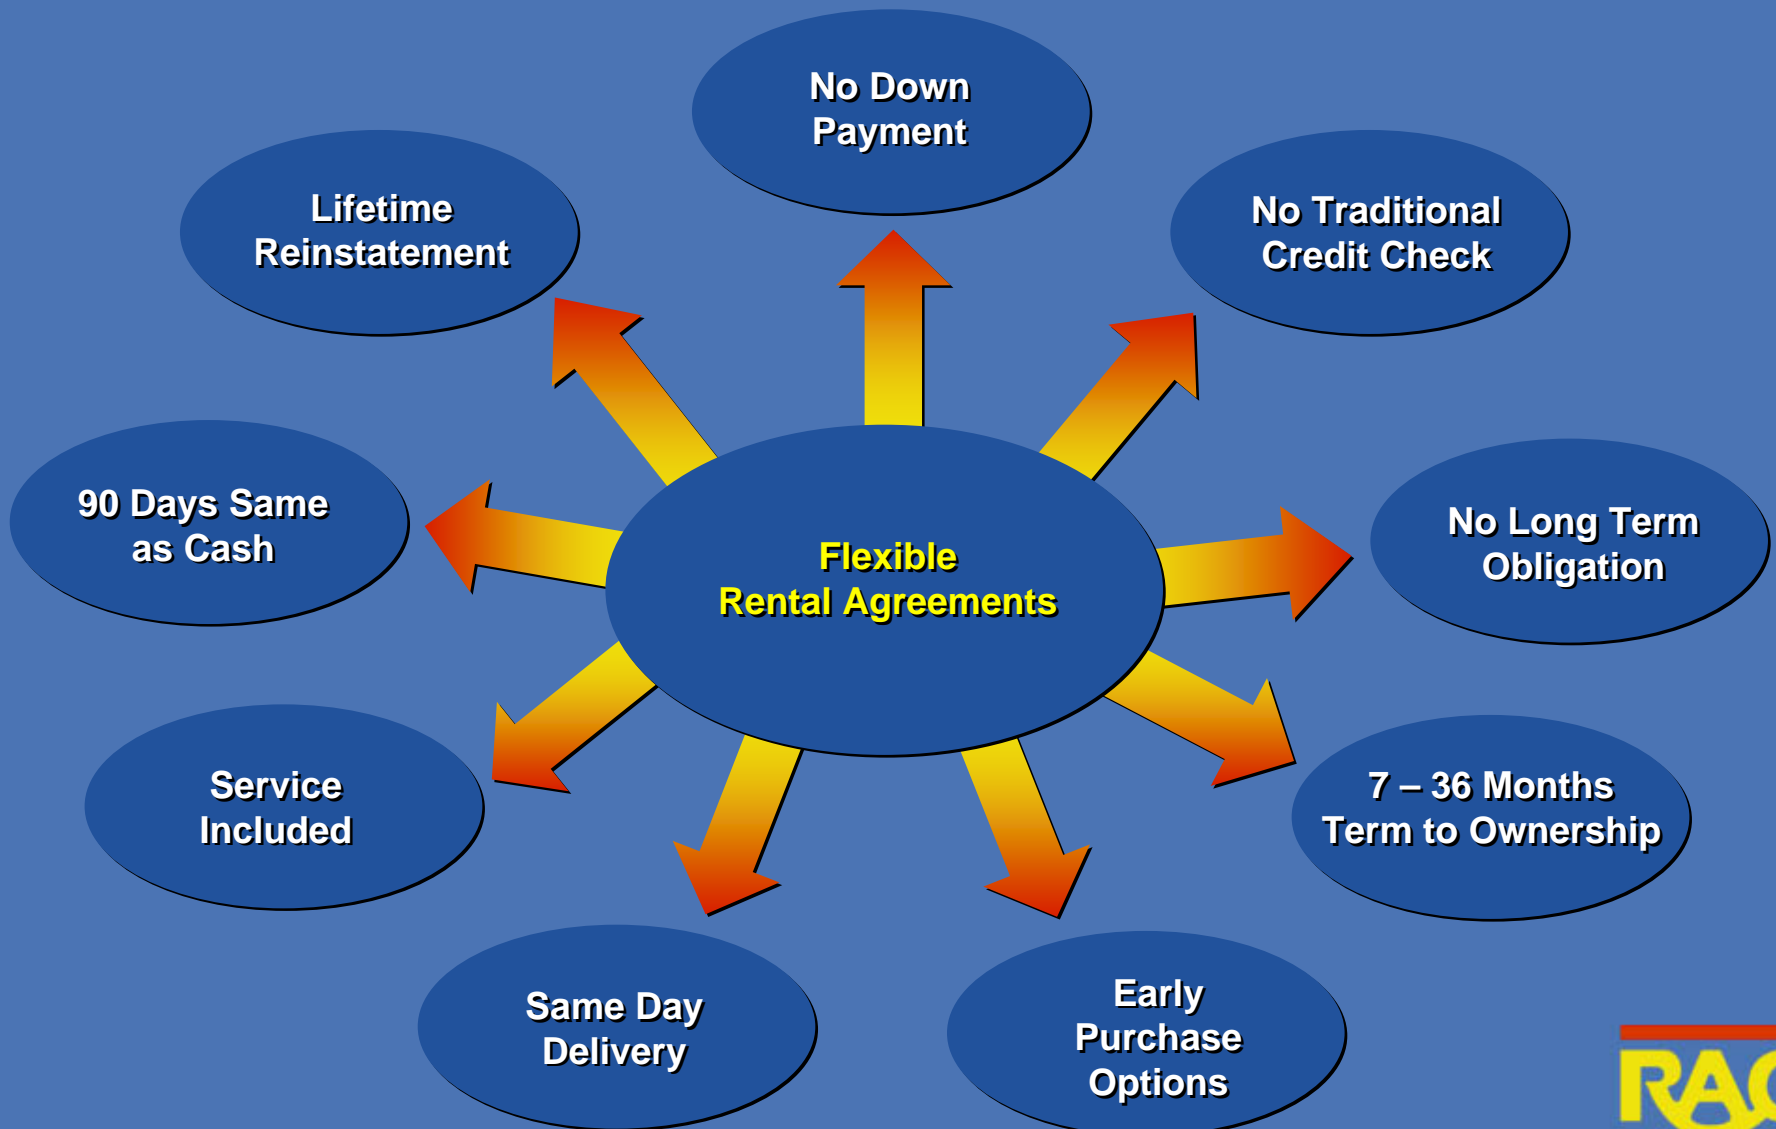 No Down
Payment
Lifetime
Reinstatement
No Traditional
Credit Check
90 Days Same
as Cash
No Long Term
Obligation
Flexible
Rental Agreements
Service
Included
7 – 36 Months
Term to Ownership
Same Day
Delivery
Early
Purchase
Options
RAC